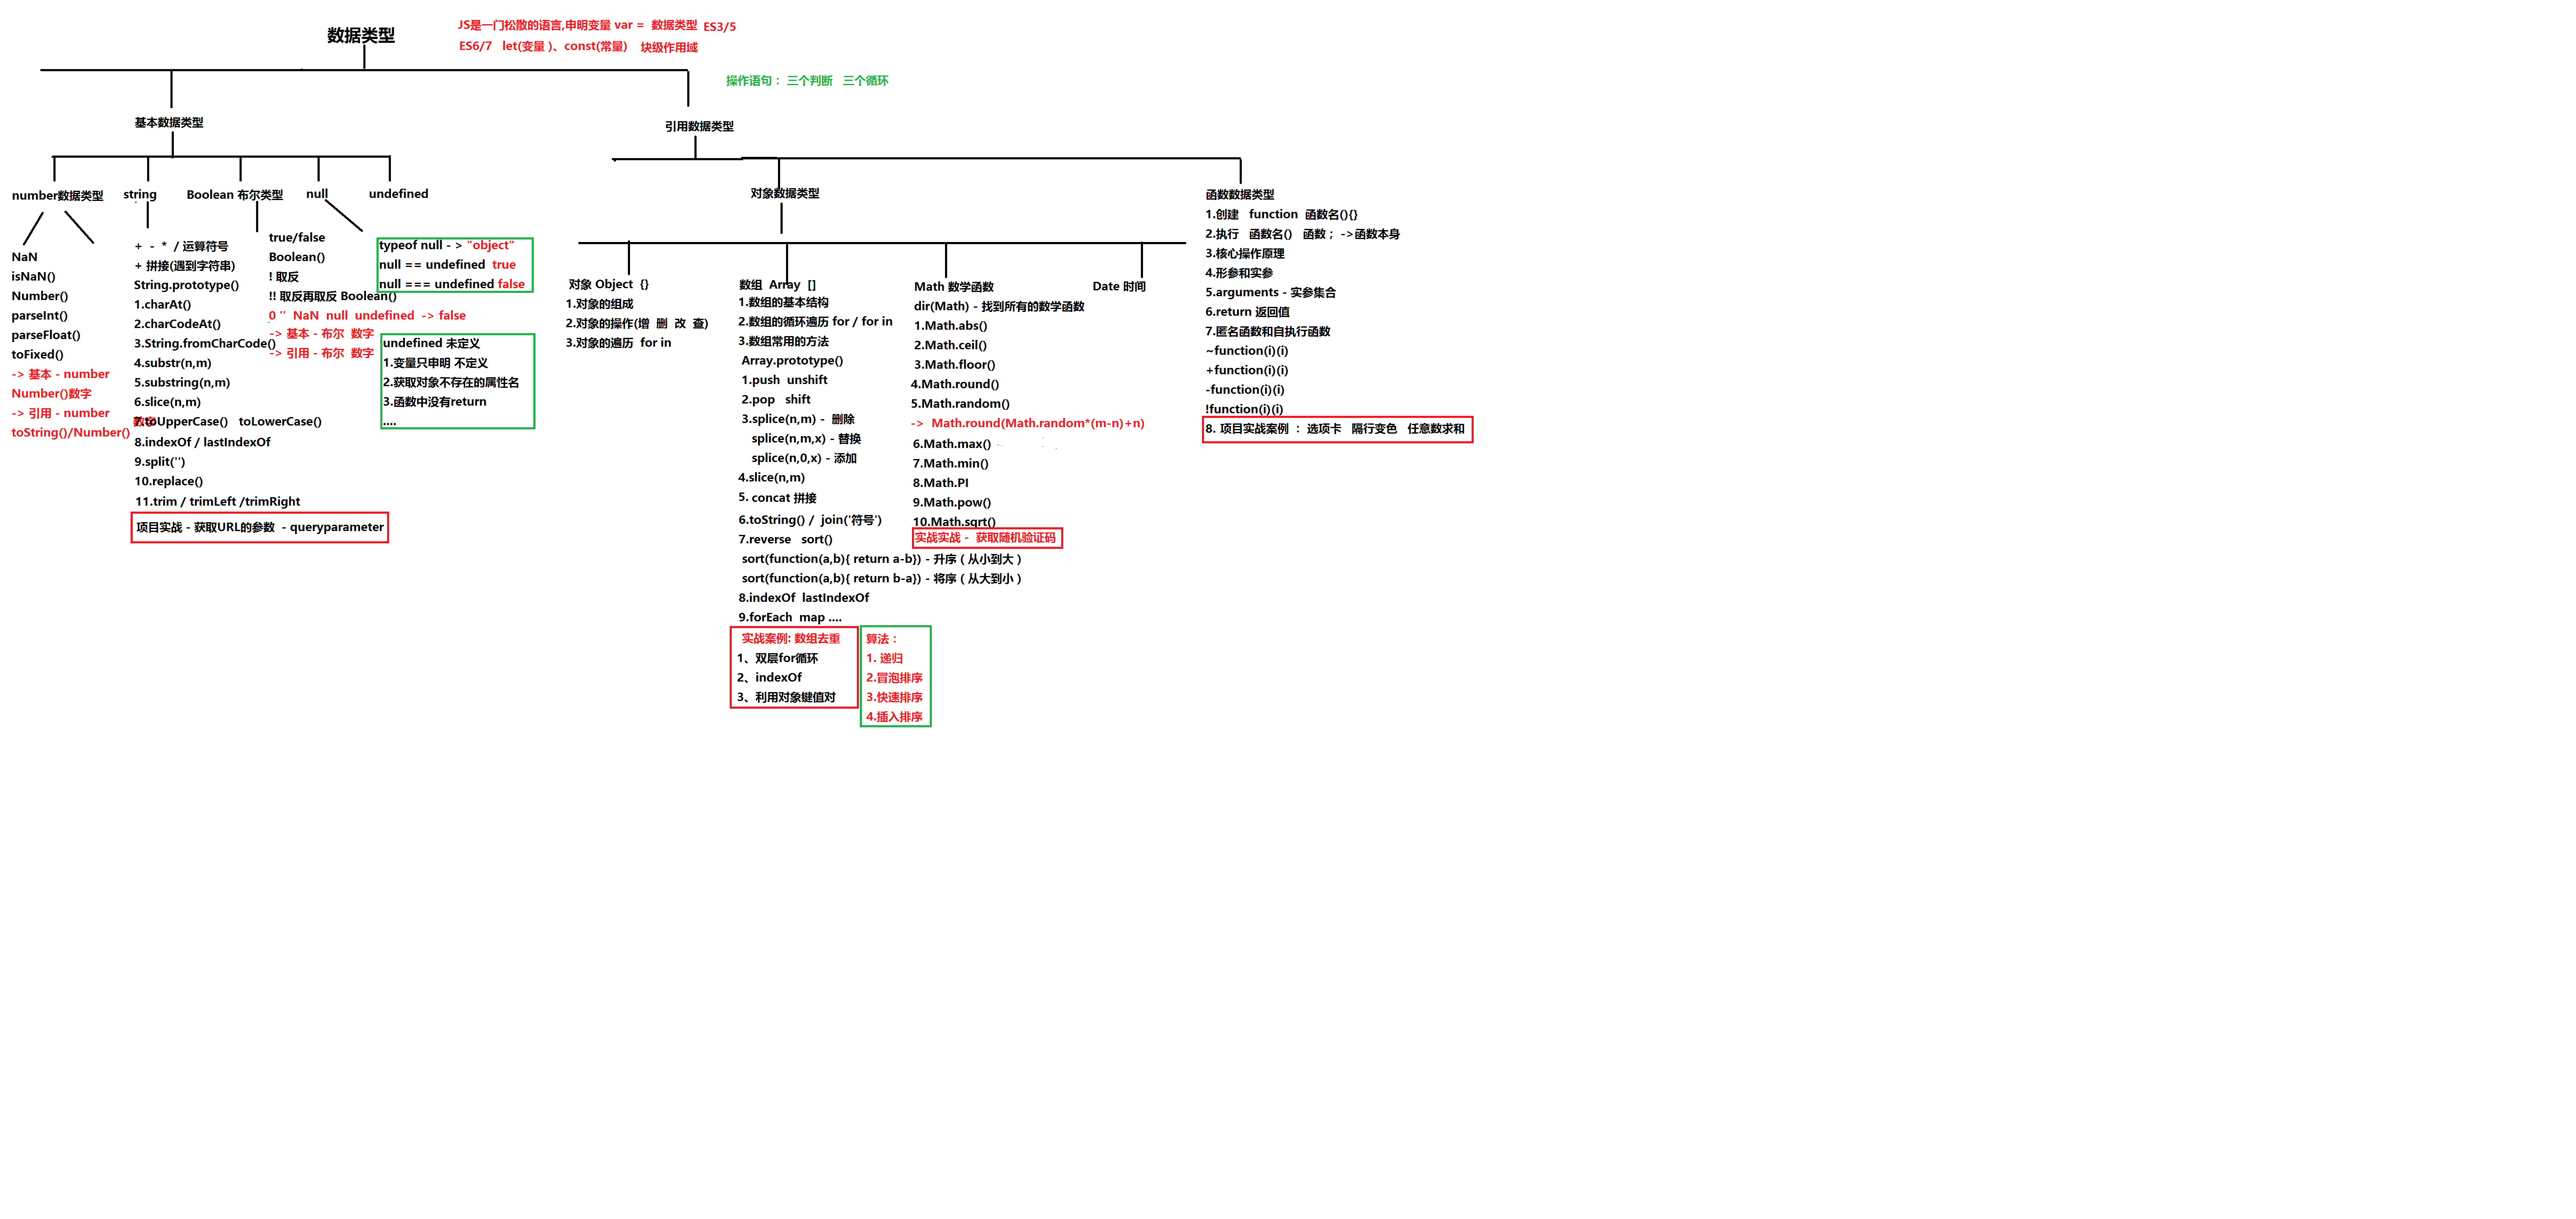 数据类型
JS是一门松散的语言,申明变量 var = 数据类型 ES3/5
ES6/7 let(变量 )、const(常量) 块级作用域
操作语句： 三个判断 三个循环
基本数据类型
引用数据类型
number数据类型
string
Boolean 布尔类型
null
undefined
NaN
isNaN()
Number()
parseInt()
parseFloat()
toFixed()
-> 基本 - number
Number()数字
-> 引用 - number
toString()/Number() 数字
+ - * / 运算符号
+ 拼接(遇到字符串)
String.prototype()
1.charAt()
2.charCodeAt()
3.String.fromCharCode()
4.substr(n,m)
5.substring(n,m)
6.slice(n,m)
7.toUpperCase() toLowerCase()
8.indexOf / lastIndexOf
9.split('')
10.replace()
11.trim / trimLeft /trimRight
项目实战 - 获取URL的参数 - queryparameter
true/false
Boolean()
! 取反
!! 取反再取反 Boolean()
0 '' NaN null undefined -> false
-> 基本 - 布尔 数字
-> 引用 - 布尔 数字
typeof null - > "object"
null == undefined true
null === undefined false
undefined 未定义
1.变量只申明 不定义
2.获取对象不存在的属性名
3.函数中没有return
....
对象数据类型
对象 Object {}
1.对象的组成
2.对象的操作(增 删 改 查)
3.对象的遍历 for in
数组 Array []
1.数组的基本结构
2.数组的循环遍历 for / for in
3.数组常用的方法
Array.prototype()
1.push unshift
2.pop shift
3.splice(n,m) - 删除
splice(n,m,x) - 替换
splice(n,0,x) - 添加
4.slice(n,m)
5. concat 拼接
6.toString() / join('符号')
7.reverse sort()
sort(function(a,b){ return a-b}) - 升序 ( 从小到大 )
sort(function(a,b){ return b-a}) - 将序 ( 从大到小 )
8.indexOf lastIndexOf
9.forEach map ....
实战案例: 数组去重
1、双层for循环
2、indexOf
3、利用对象键值对
算法：
1. 递归
2.冒泡排序
3.快速排序
4.插入排序
Math 数学函数
dir(Math) - 找到所有的数学函数
1.Math.abs()
2.Math.ceil()
3.Math.floor()
4.Math.round()
5.Math.random()
-> Math.round(Math.random*(m-n)+n)
6.Math.max()
7.Math.min()
8.Math.PI
9.Math.pow()
10.Math.sqrt()
实战实战 - 获取随机验证码
Date 时间
函数数据类型
1.创建 function 函数名(){}
2.执行 函数名() 函数； ->函数本身
3.核心操作原理
4.形参和实参
5.arguments - 实参集合
6.return 返回值
7.匿名函数和自执行函数
~function(i)(i)
+function(i)(i)
-function(i)(i)
!function(i)(i)
8. 项目实战案例 ： 选项卡 隔行变色 任意数求和